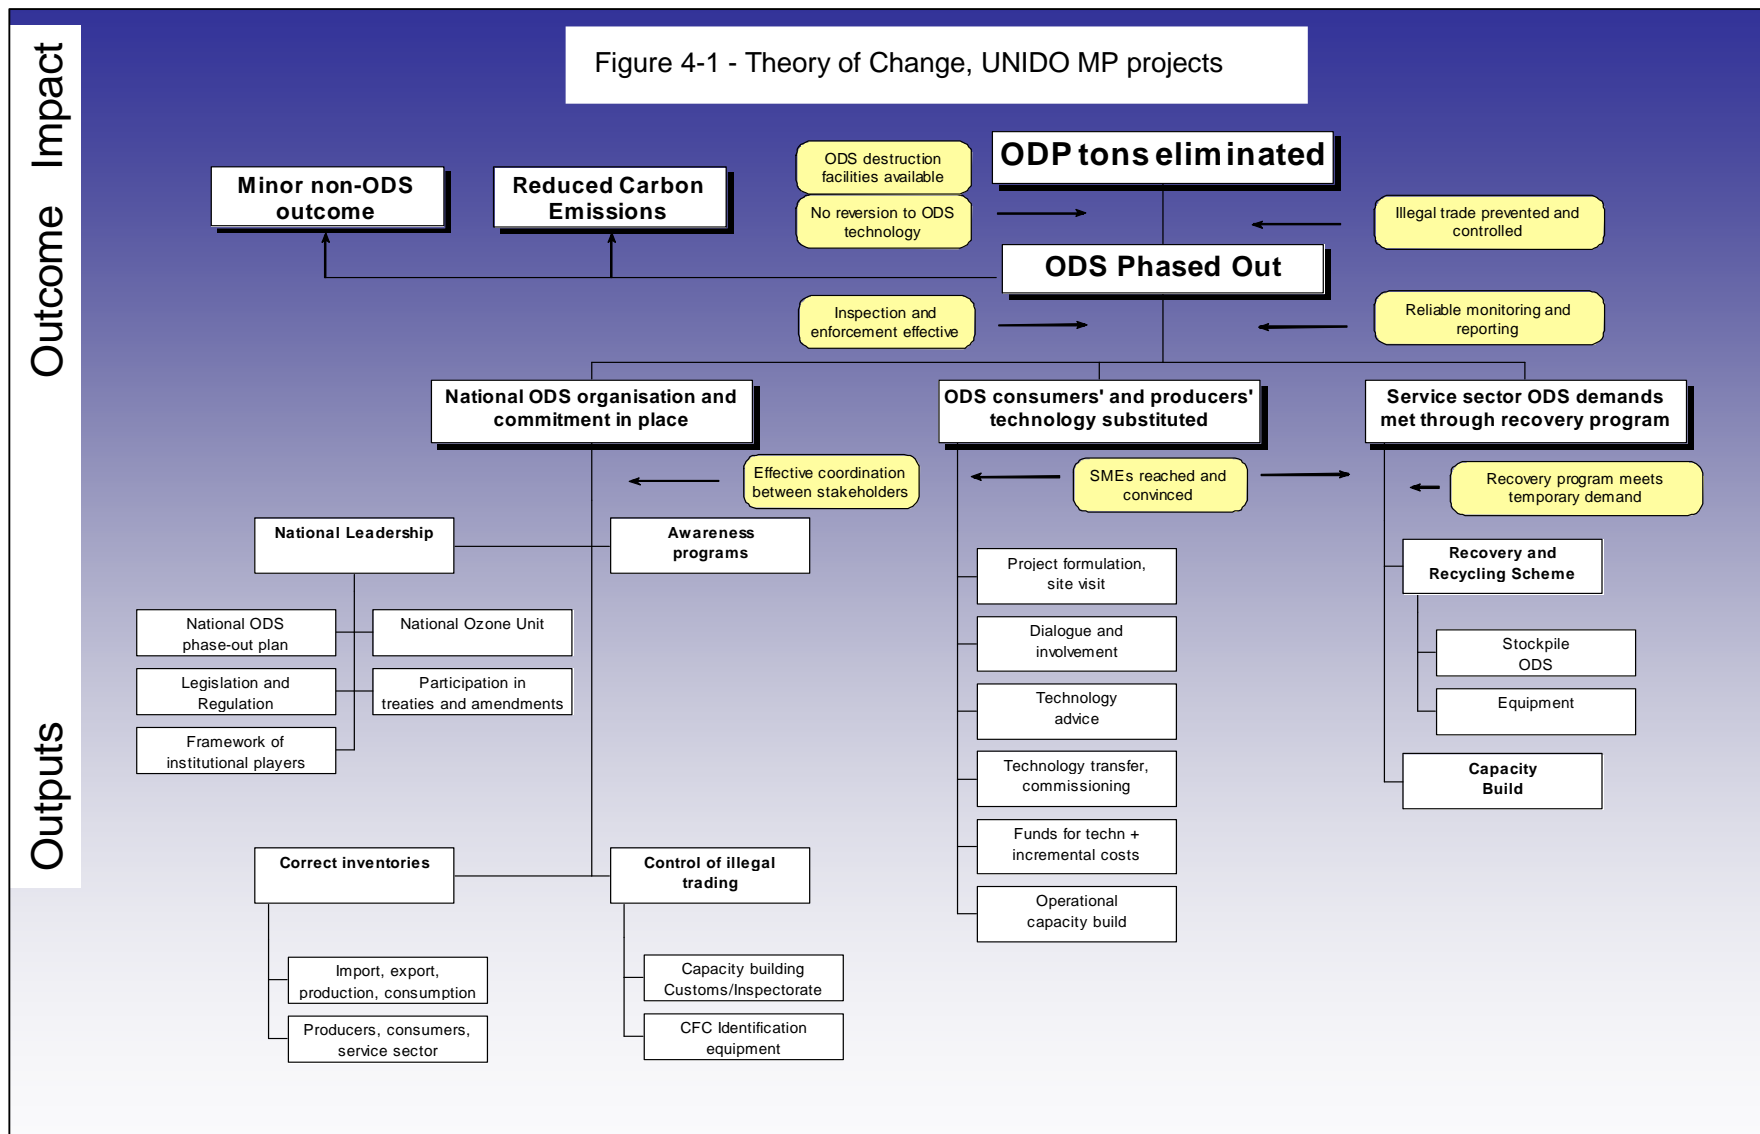 Figure 4-1 - Theory of Change, UNIDO MP projects
Impact
Outcome
Outputs
ODP tons eliminated
ODS destruction
facilities available
No reversion to ODS
technology
Illegal trade prevented and
controlled
Minor non-ODS
outcome
Reduced Carbon
Emissions
ODS Phased Out
Inspection and
enforcement effective
Reliable monitoring and
reporting
National ODS organisation and
commitment in place
ODS consumers' and producers'
technology substituted
Service sector ODS demands
met through recovery program
Effective coordination
between stakeholders
SMEs reached and
convinced
Recovery program meets
temporary demand
National Leadership
Awareness
programs
National ODS
phase-out plan
National Ozone Unit
Legislation and
Regulation
Participation in
treaties and amendments
Framework of
institutional players
Correct inventories
Control of illegal
trading
Import, export,
production, consumption
Producers, consumers,
service sector
Capacity building
Customs/Inspectorate
CFC Identification
equipment
Project formulation,
site visit
Dialogue and
involvement
Technology
advice
Technology transfer,
commissioning
Funds for techn +
incremental costs
Operational
capacity build
Recovery and
Recycling Scheme
Stockpile
ODS
Equipment
Capacity
Build